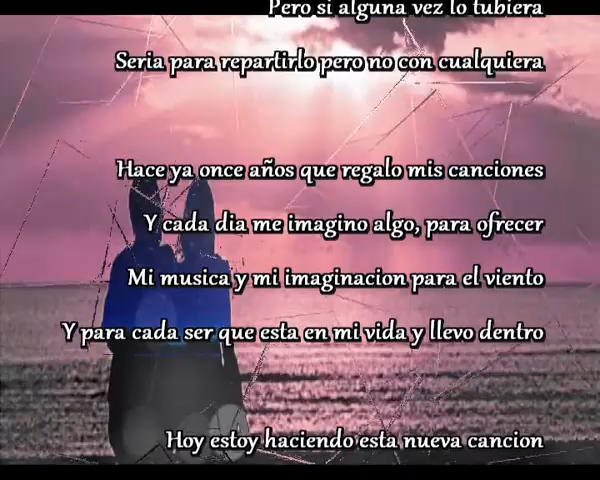 Pero si alguna vez lo tubiera
Seria para repartirlo pero no con cualquiera
Hace ya once años que regalo mis canciones
Y cada dia me imagino algo, para ofrecer
Mi musica y mi imaginacion para el viento
Y para cada ser que esta en mi vida y llevo dentro
Hoy estoy haciendo esta nueva cancion